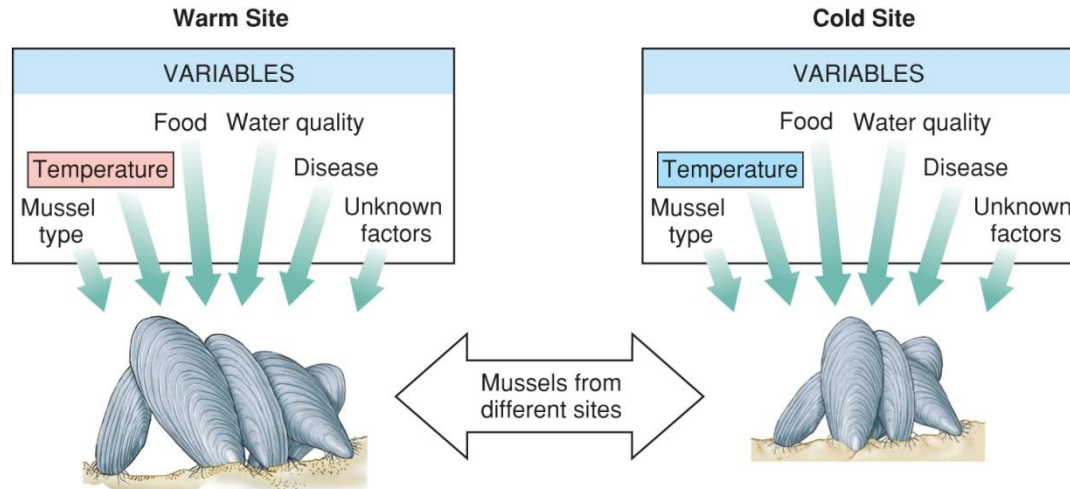 Warm Site
VARIABLES
Food
Water quality
Temperature
Disease
Mussel
type
Unknown
factors
Cold Site
VARIABLES
Food
Water quality
Temperature
Disease
Mussel
type
Unknown
factors
Mussels from
different sites